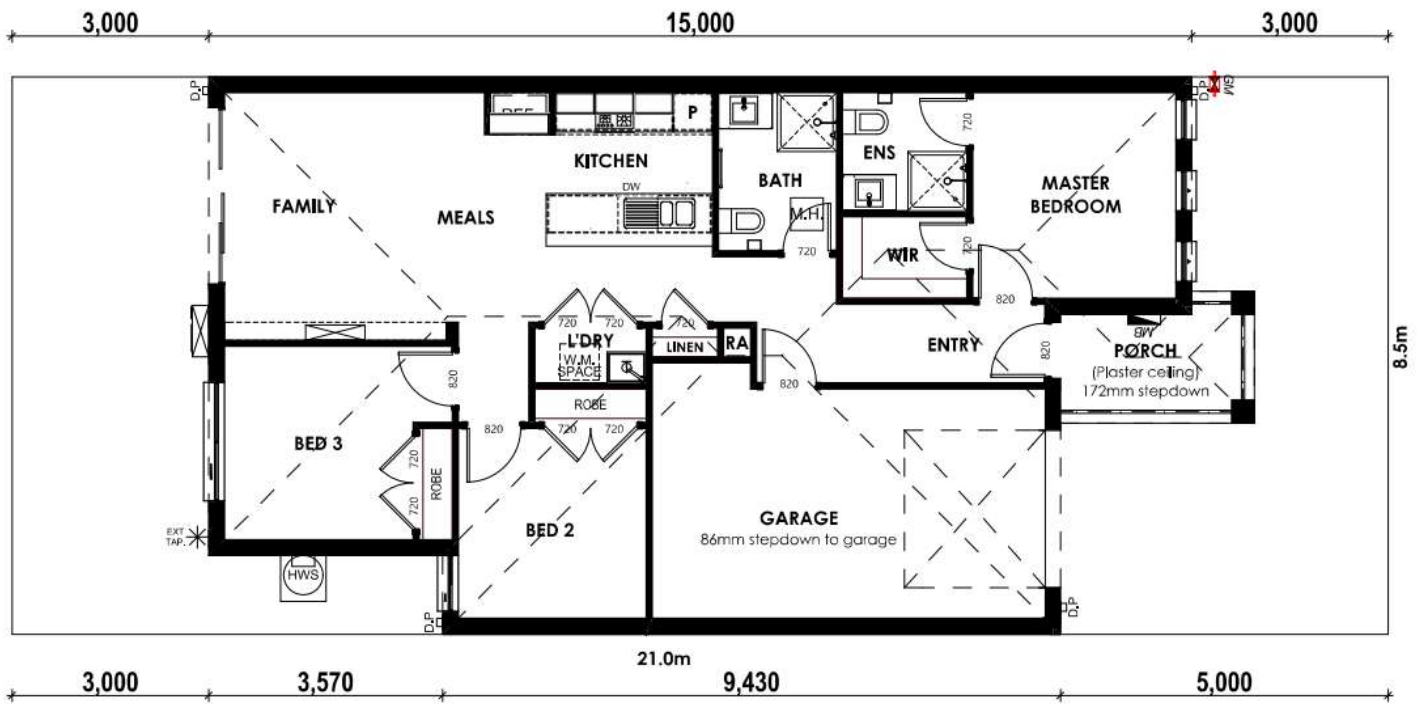 3,000
15,000
3,000
D.P
D.P
GM
P
KITCHEN
DW
FAMILY
MEALS
BATH
M.H.
720
ENS
720
MASTER
BEDROOM
WIR
720
820
720
720
L'DRY
W.M.
SPACE
720
LINEN
RA
820
ENTRY
820
MB
PORCH
(Plaster ceiling)
172mm stepdown
8.5m
820
BED 3
720
720
ROBE
820
ROBE
720
720
BED 2
GARAGE
86mm stepdown to garage
EXT
TAP.
HWS
D.P
D.P
21.0m
3,000
3,570
9,430
5,000